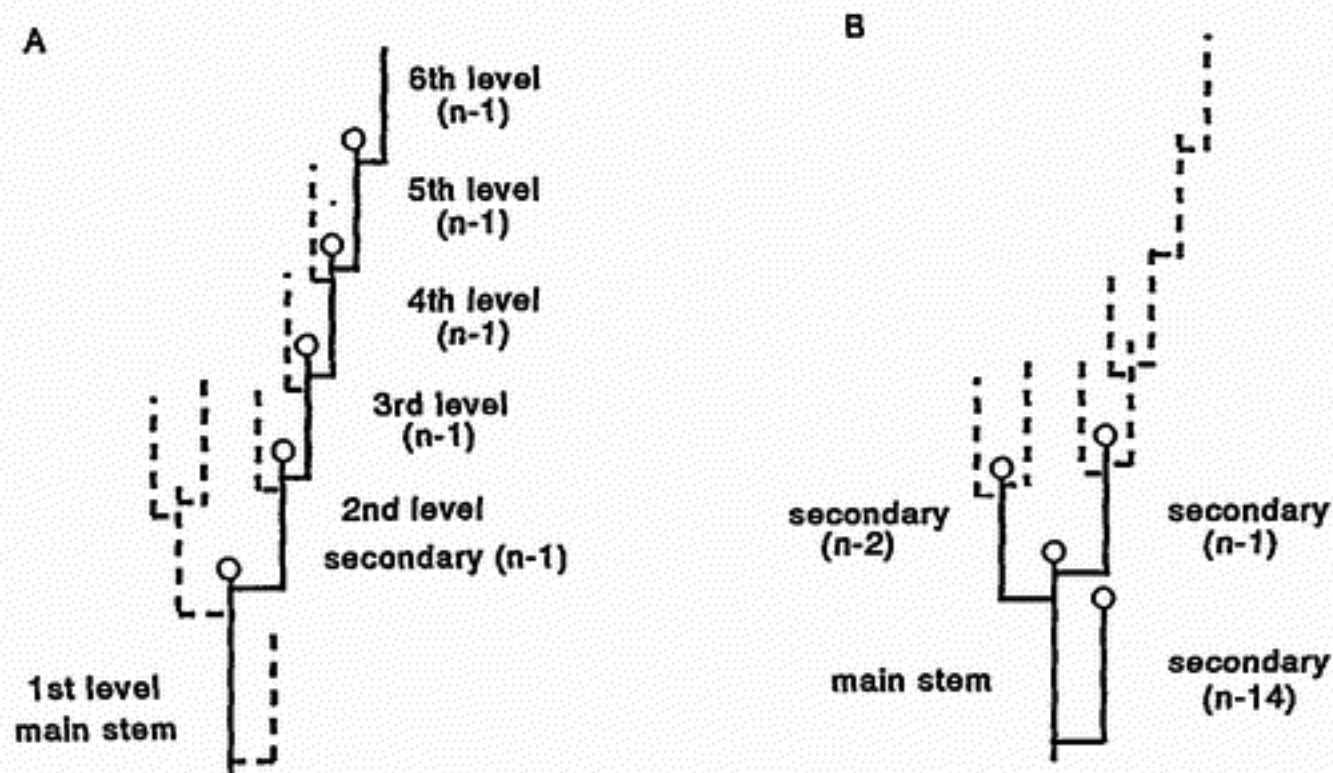 A
6th level
(n-1)
5th level
(n-1)
4th level
(n-1)
3rd level
(n-1)
2nd level
secondary (n-1)
1st level
main stem
B
secondary
(n-2)
secondary
(n-1)
main stem
secondary
(n-14)